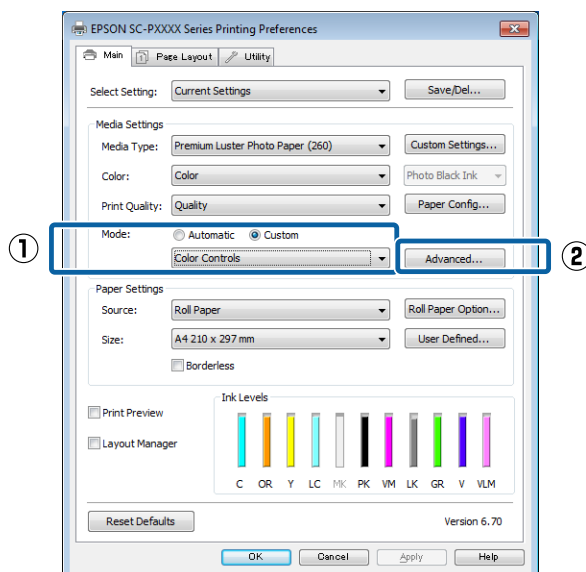 EPSON SC-PXXXX Series Printing Preferences
Main Page Layout Utility
Select Setting: Current Settings Save/Del...
Media Settings
Media Type: Premium Luster Photo Paper (260) Custom Settings...
Color: Color Photo Black Ink
Print Quality: Quality Paper Config...
① Mode: Automatic Custom
Color Controls Advanced... ②
Paper Settings
Source: Roll Paper Roll Paper Option...
Size: A4 210 x 297 mm User Defined...
Borderless
Ink Levels
Print Preview
Layout Manager
C OR Y LC MK PK VM LK GR V VLM
Reset Defaults Version 6.70
OK Cancel Apply Help